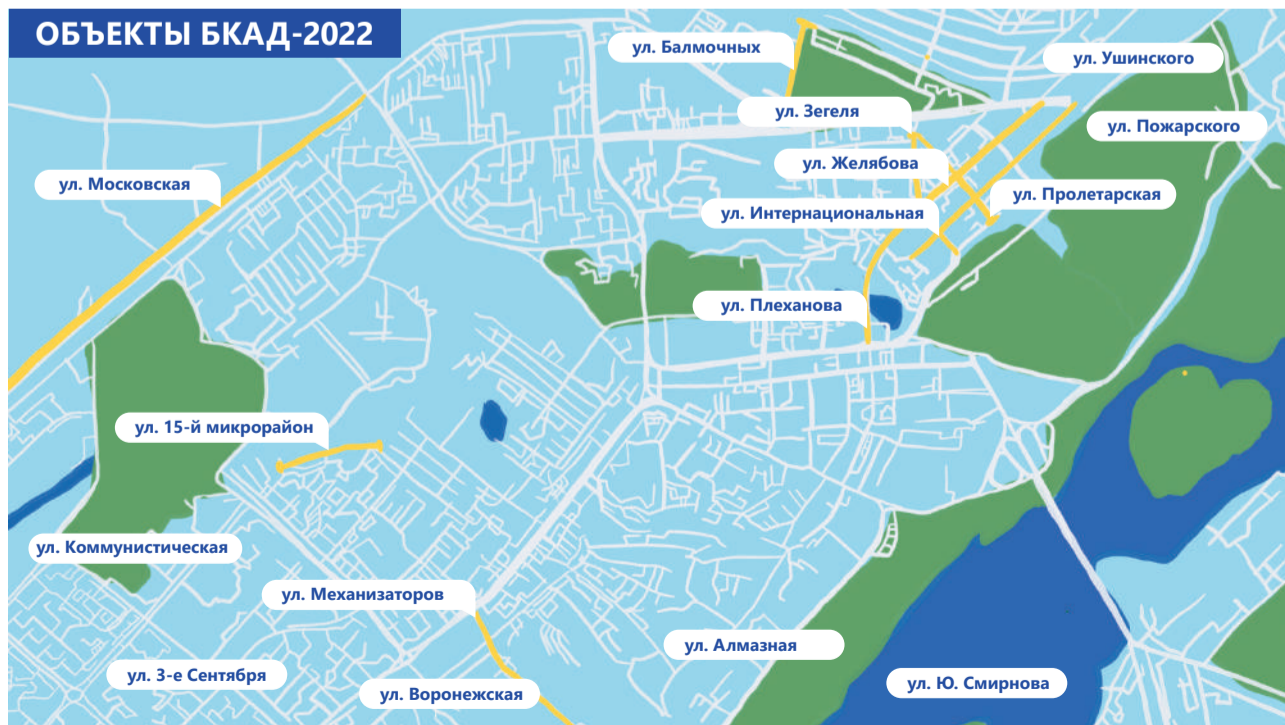 ОБЪЕКТЫ БКАД-2022
ул. Балмочных
ул. Ушинского
ул. Зегеля
ул. Пожарского
ул. Желябова
ул. Московская
ул. Пролетарская
ул. Интернациональная
ул. Плеханова
ул. 15-й микрорайон
ул. Коммунистическая
ул. Механизаторов
ул. Алмазная
ул. 3-е Сентября
ул. Воронежская
ул. Ю. Смирнова